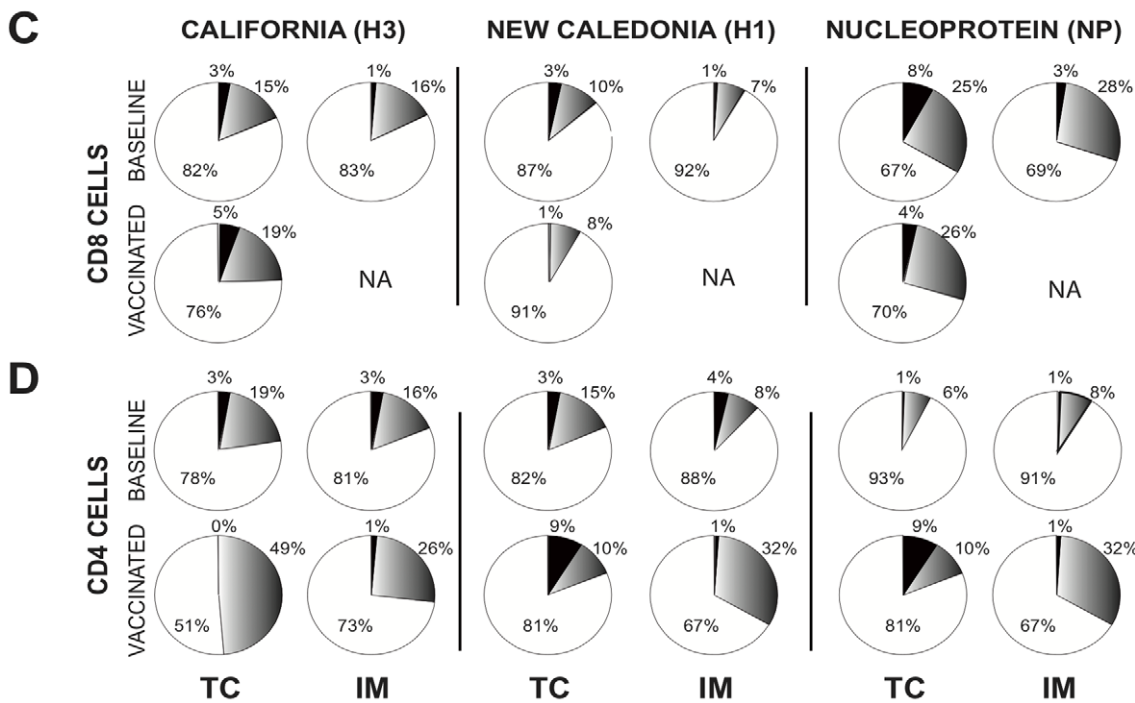 C
CALIFORNIA (H3) NEW CALEDONIA (H1) NUCLEOPROTEIN (NP)
CD8 CELLS
BASELINE
3% 15% 82%
1% 16% 83%
3% 10% 87%
1% 7% 92%
8% 25% 67%
3% 28% 69%
VACCINATED
5% 19% 76%
NA
1% 8% 91%
NA
4% 26% 70%
NA
D
CD4 CELLS
BASELINE
3% 19% 78%
3% 16% 81%
3% 15% 82%
4% 8% 88%
1% 6% 93%
1% 8% 91%
VACCINATED
0% 49% 51%
1% 26% 73%
9% 10% 81%
1% 32% 67%
9% 10% 81%
1% 32% 67%
TC IM TC IM TC IM